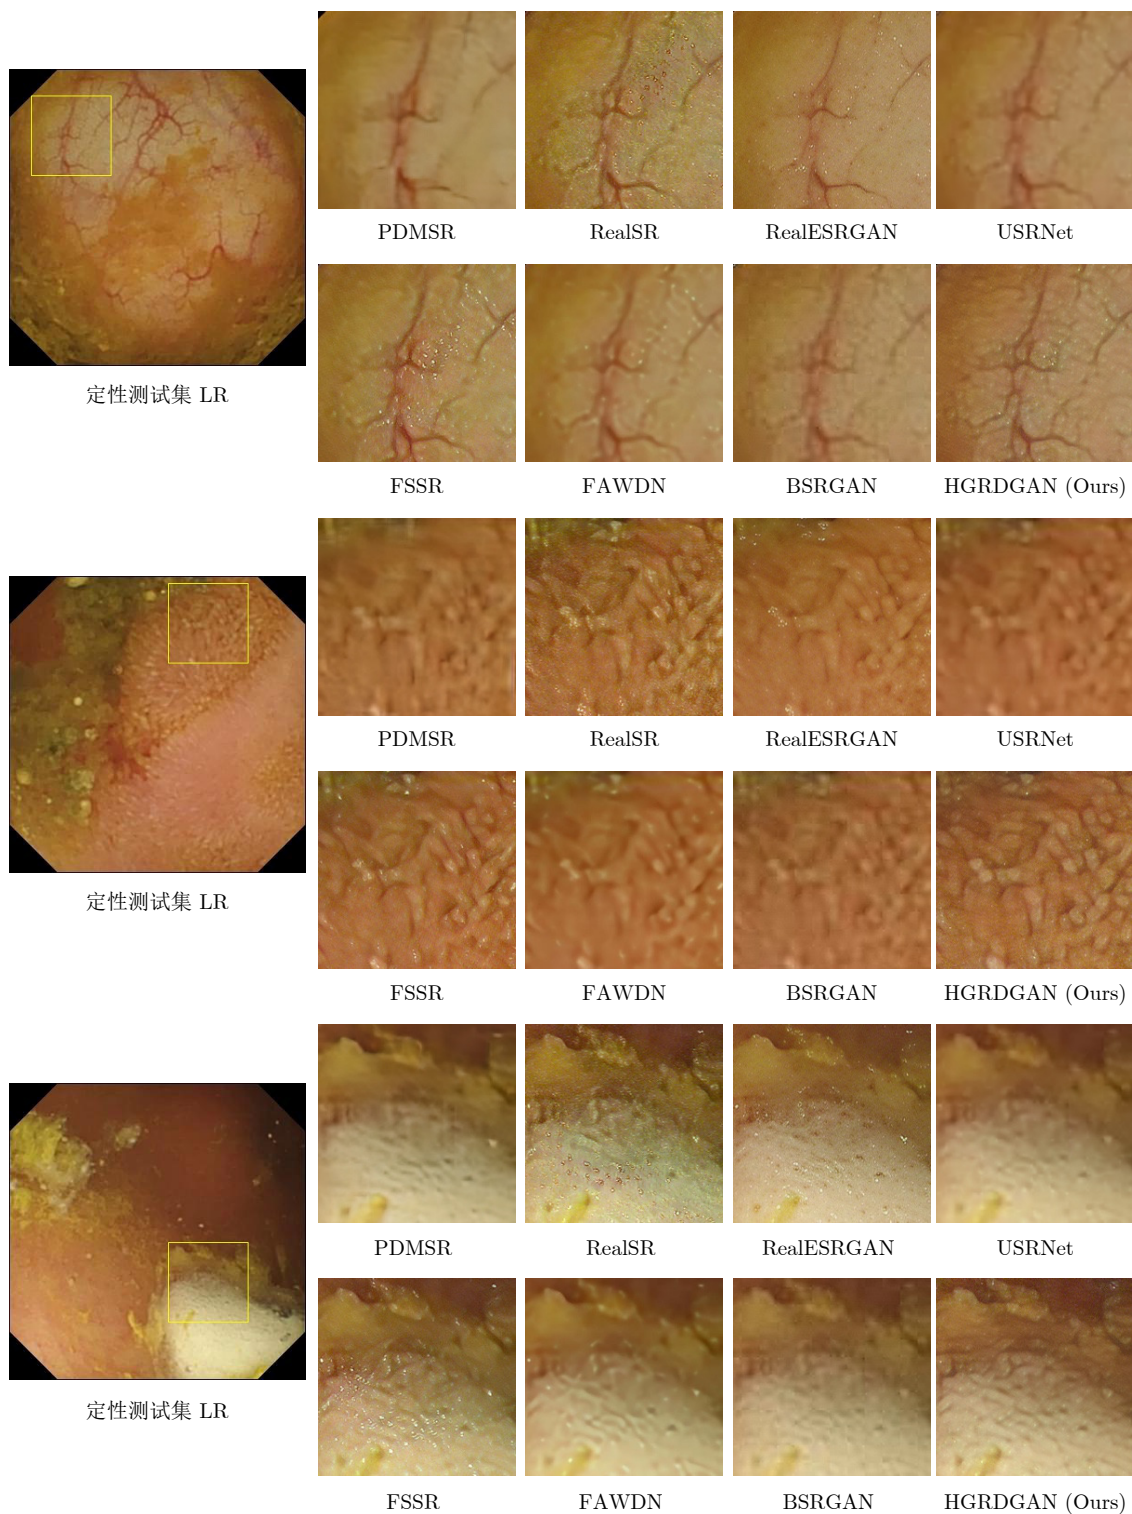 PDMSR RealSR RealESRGAN USRNet
定性测试集 LR
FSSR FAWDN BSRGAN HGRDGAN (Ours)
PDMSR RealSR RealESRGAN USRNet
定性测试集 LR
FSSR FAWDN BSRGAN HGRDGAN (Ours)
PDMSR RealSR RealESRGAN USRNet
定性测试集 LR
FSSR FAWDN BSRGAN HGRDGAN (Ours)